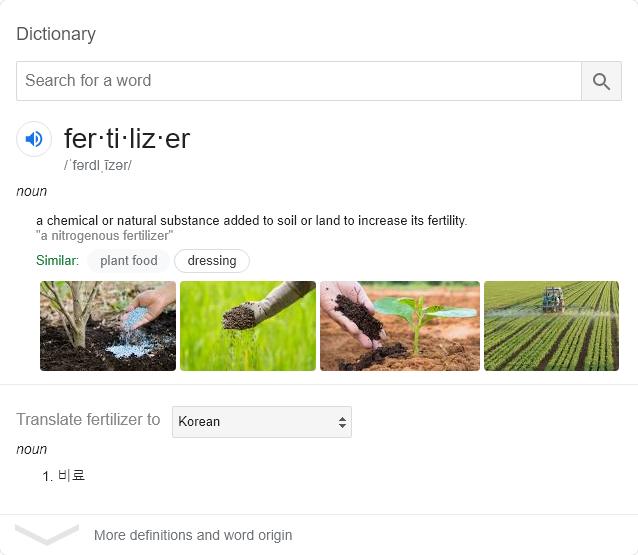 Dictionary
Search for a word
fer·ti·liz·er
/ˈfərdlˌīzər/
noun
a chemical or natural substance added to soil or land to increase its fertility.
"a nitrogenous fertilizer"
Similar: plant food dressing
Translate fertilizer to Korean
noun
1. 비료
More definitions and word origin